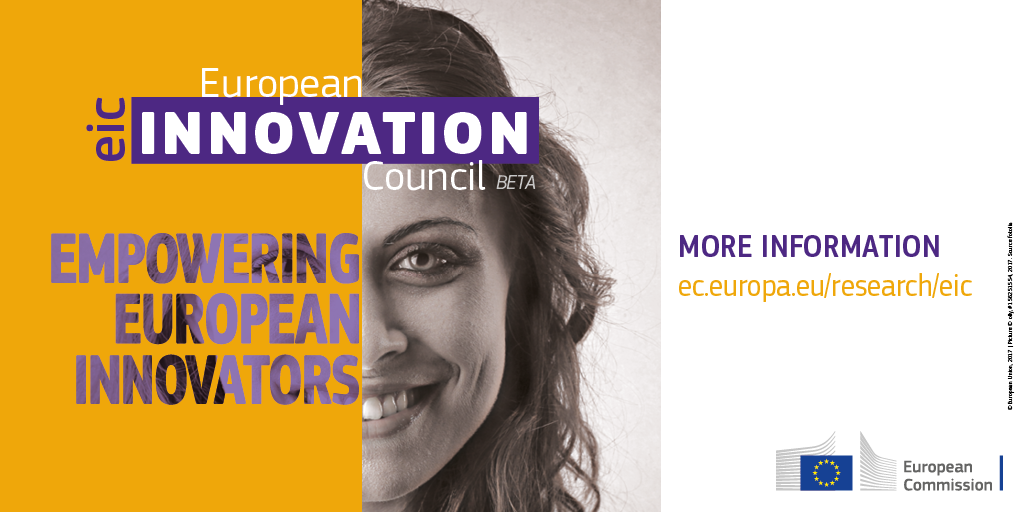 European
eic
INNOVATION
Council BETA
EMPOWERING
EUROPEAN
INNOVATORS
MORE INFORMATION
ec.europa.eu/research/eic
European
Commission